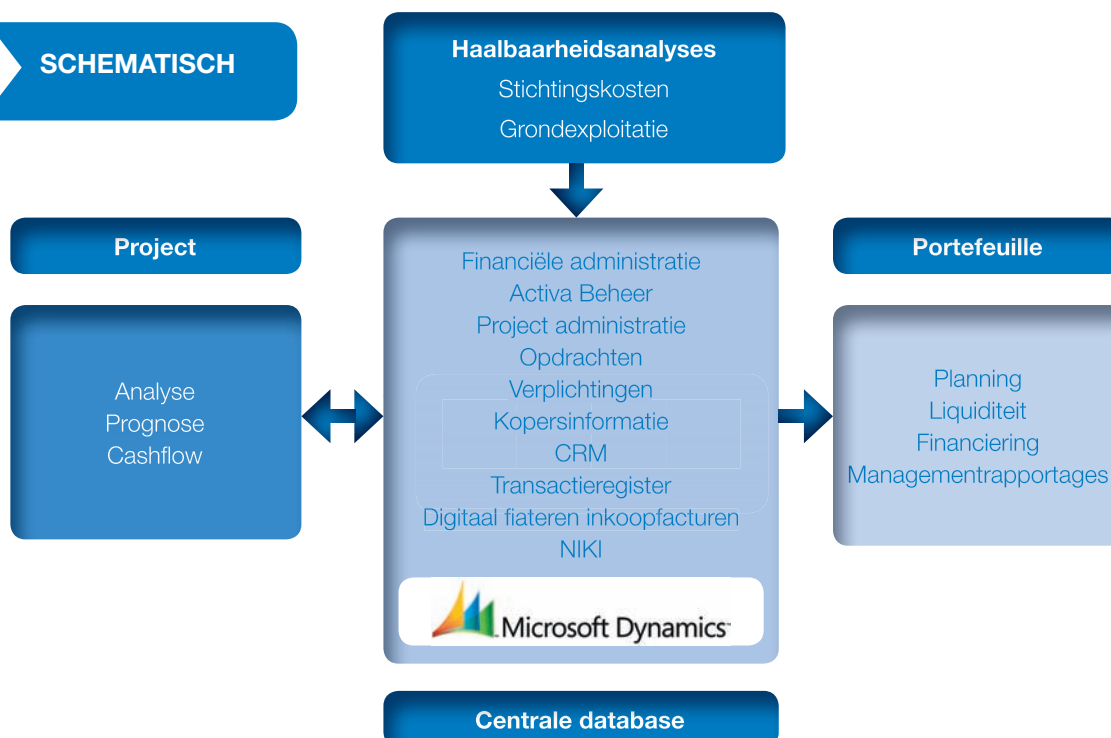 SCHEMATISCH
Haalbaarheidsanalyses
Stichtingskosten
Grondexploitatie
Project
Analyse
Prognose
Cashflow
Financiële administratie
Activa Beheer
Project administratie
Opdrachten
Verplichtingen
Kopersinformatie
CRM
Transactieregister
Digitaal fiateren inkoopfacturen
NIKI
Microsoft Dynamics
Portefeuille
Planning
Liquiditeit
Financiering
Managementrapportages
Centrale database